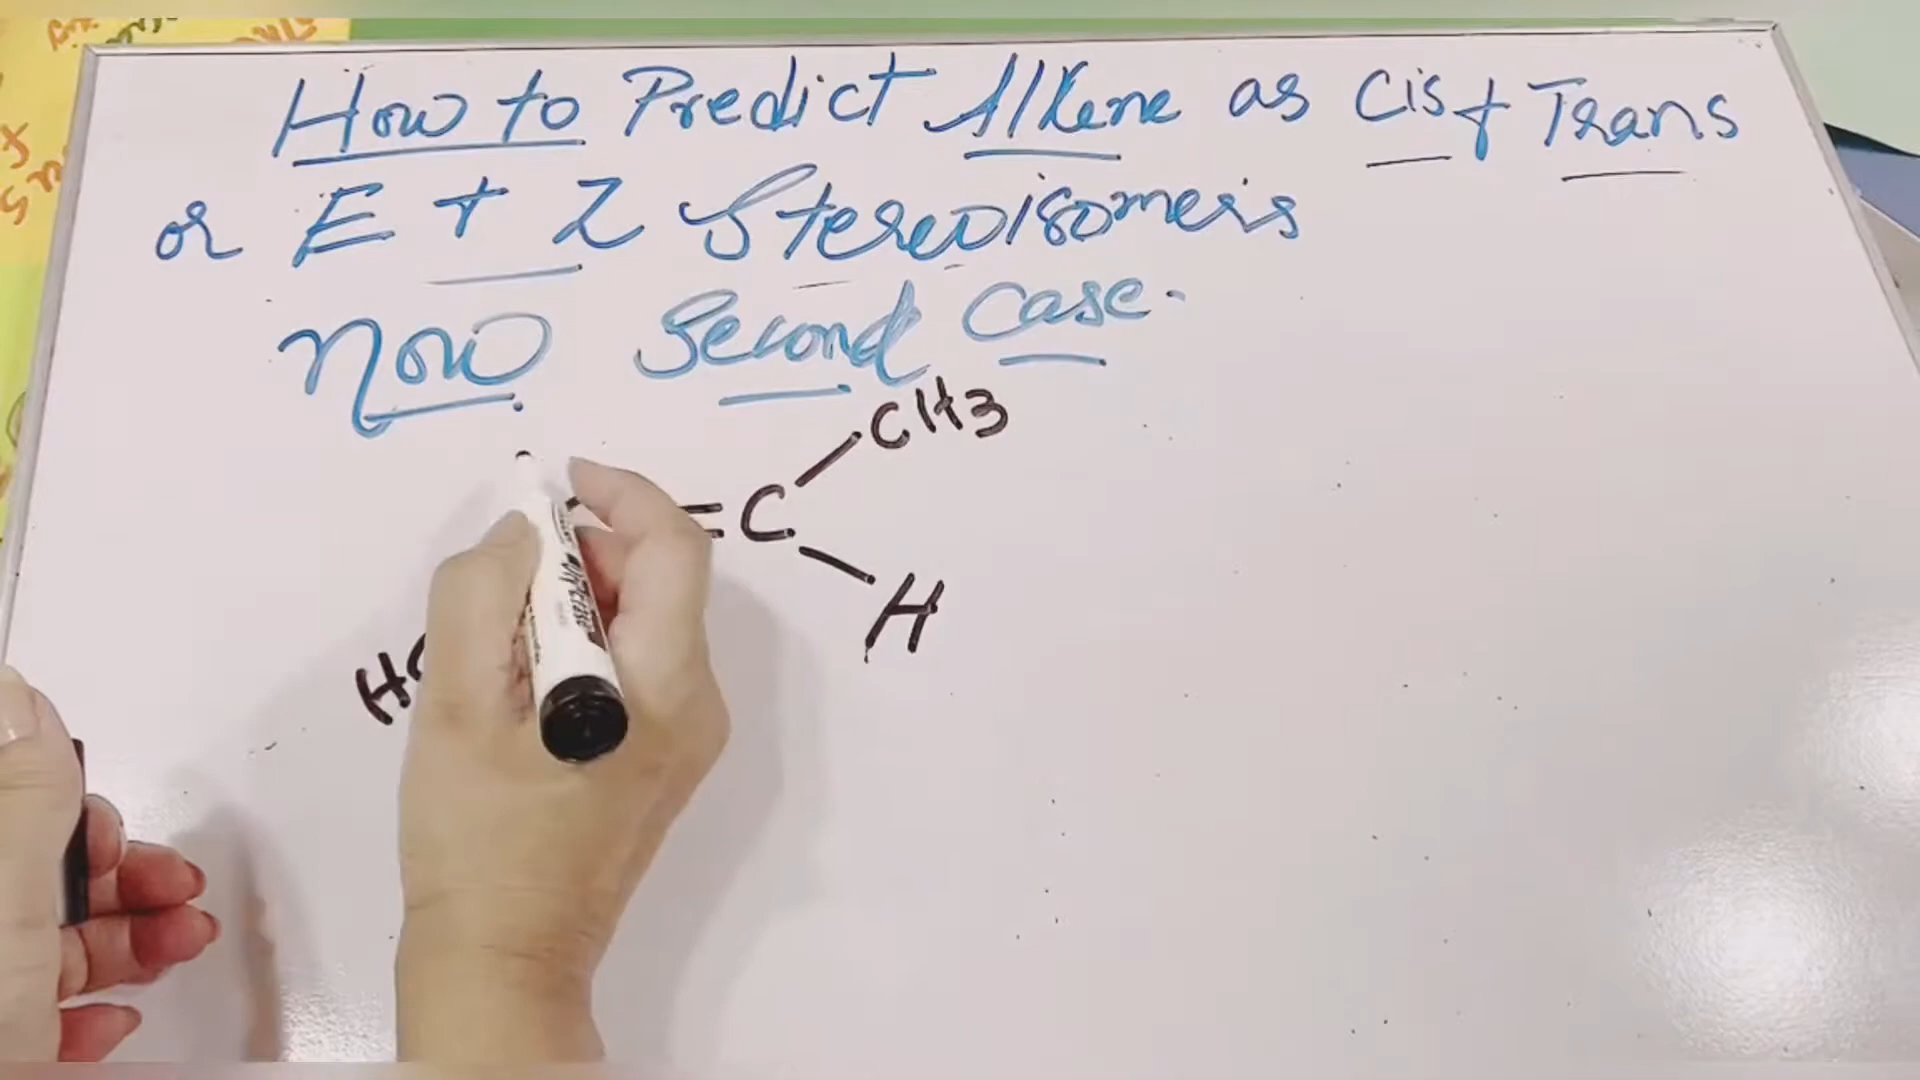 How to Predict Alkene as Cis + Trans
or E + Z Stereoisomers
Now Second Case.
CH3
= C
H
H